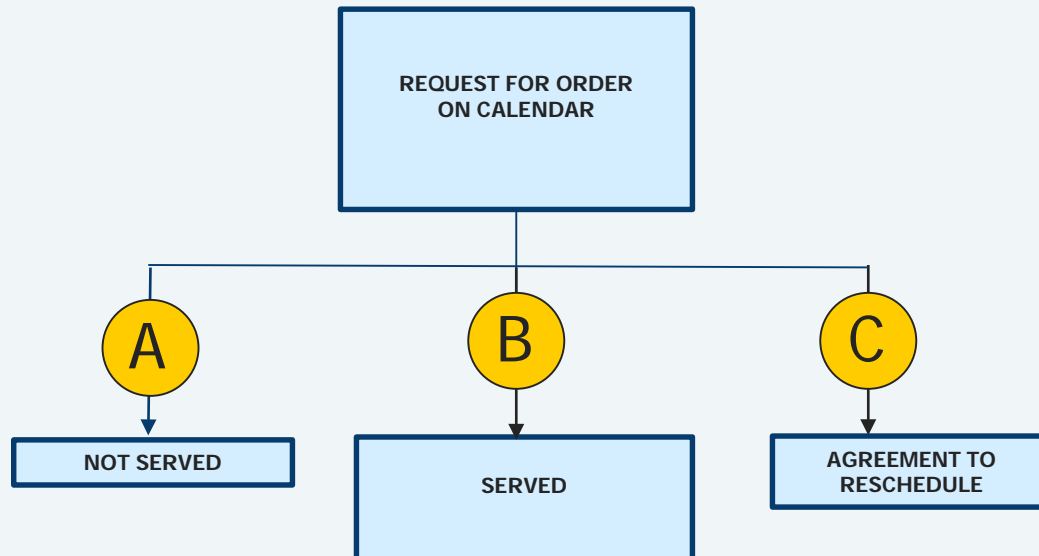 REQUEST FOR ORDER
ON CALENDAR
A
B
C
NOT SERVED
SERVED
AGREEMENT TO
RESCHEDULE